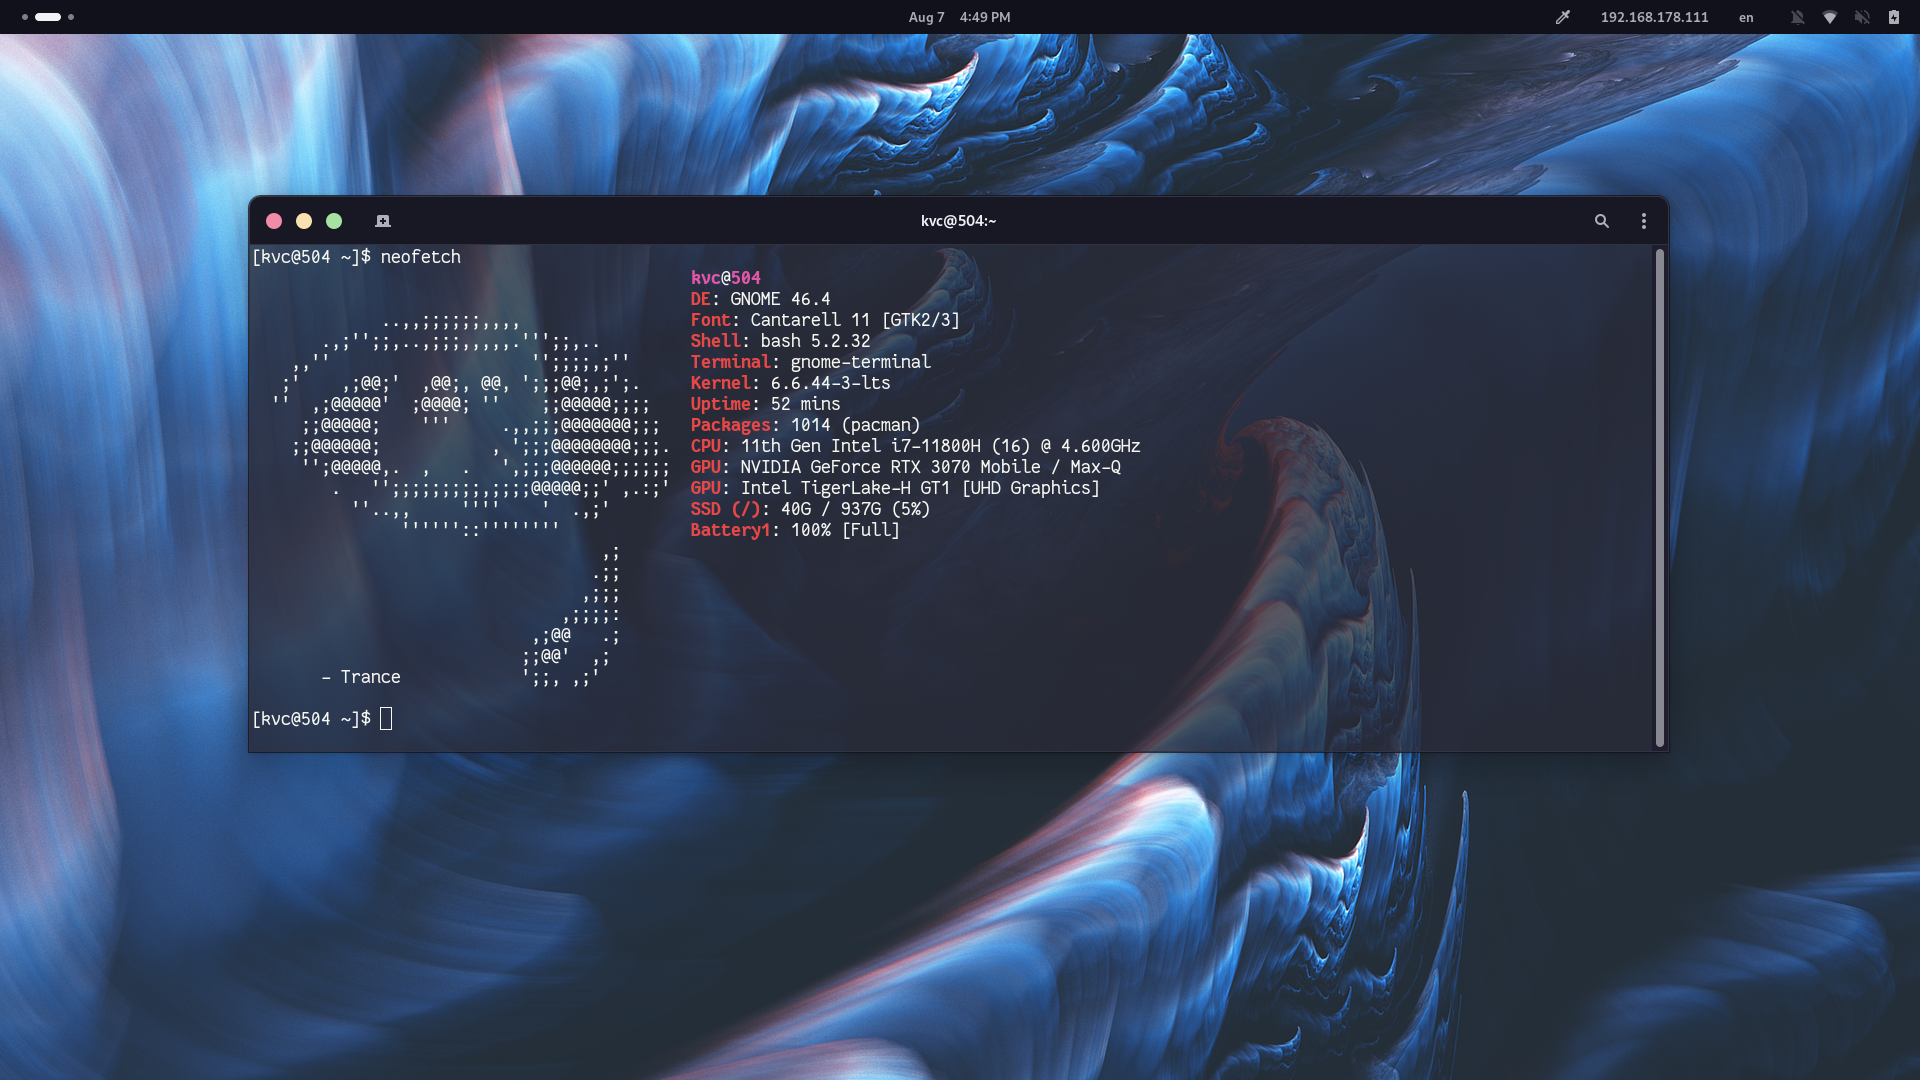 Aug 7 4:49 PM
192.168.178.111 en
kvc@504:~
[kvc@504 ~]$ neofetch
kvc@504
DE: GNOME 46.4
Font: Cantarell 11 [GTK2/3]
Shell: bash 5.2.32
Terminal: gnome-terminal
Kernel: 6.6.44-3-lts
Uptime: 52 mins
Packages: 1014 (pacman)
CPU: 11th Gen Intel i7-11800H (16) @ 4.600GHz
GPU: NVIDIA GeForce RTX 3070 Mobile / Max-Q
GPU: Intel TigerLake-H GT1 [UHD Graphics]
SSD (/): 40G / 937G (5%)
Battery1: 100% [Full]
- Trance
[kvc@504 ~]$